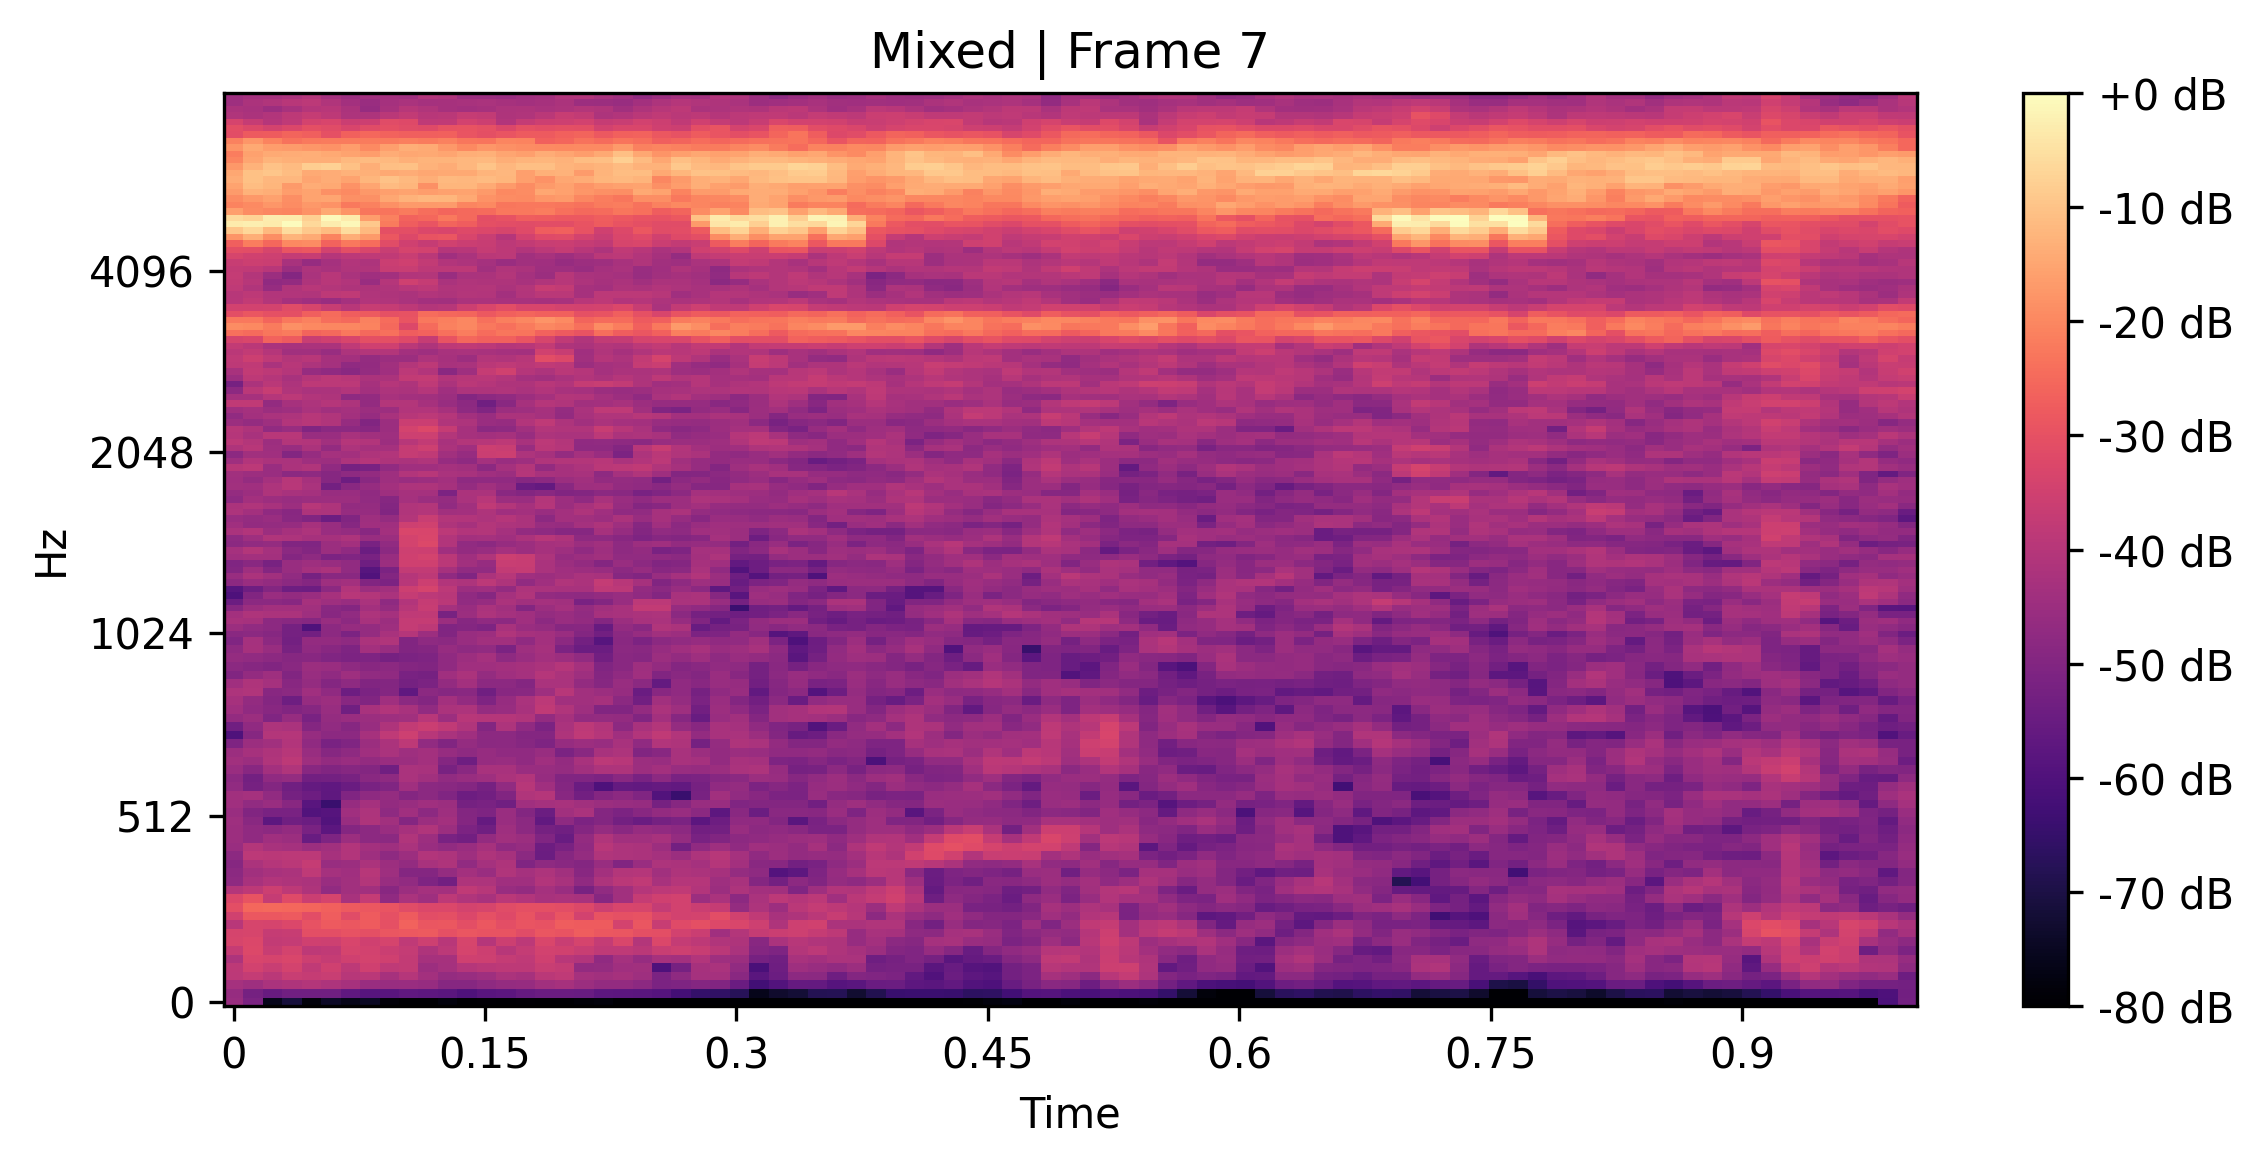 Mixed | Frame 7
+0 dB
-10 dB
-20 dB
-30 dB
-40 dB
-50 dB
-60 dB
-70 dB
-80 dB
4096
2048
1024
512
0
Hz
0 0.15 0.3 0.45 0.6 0.75 0.9
Time